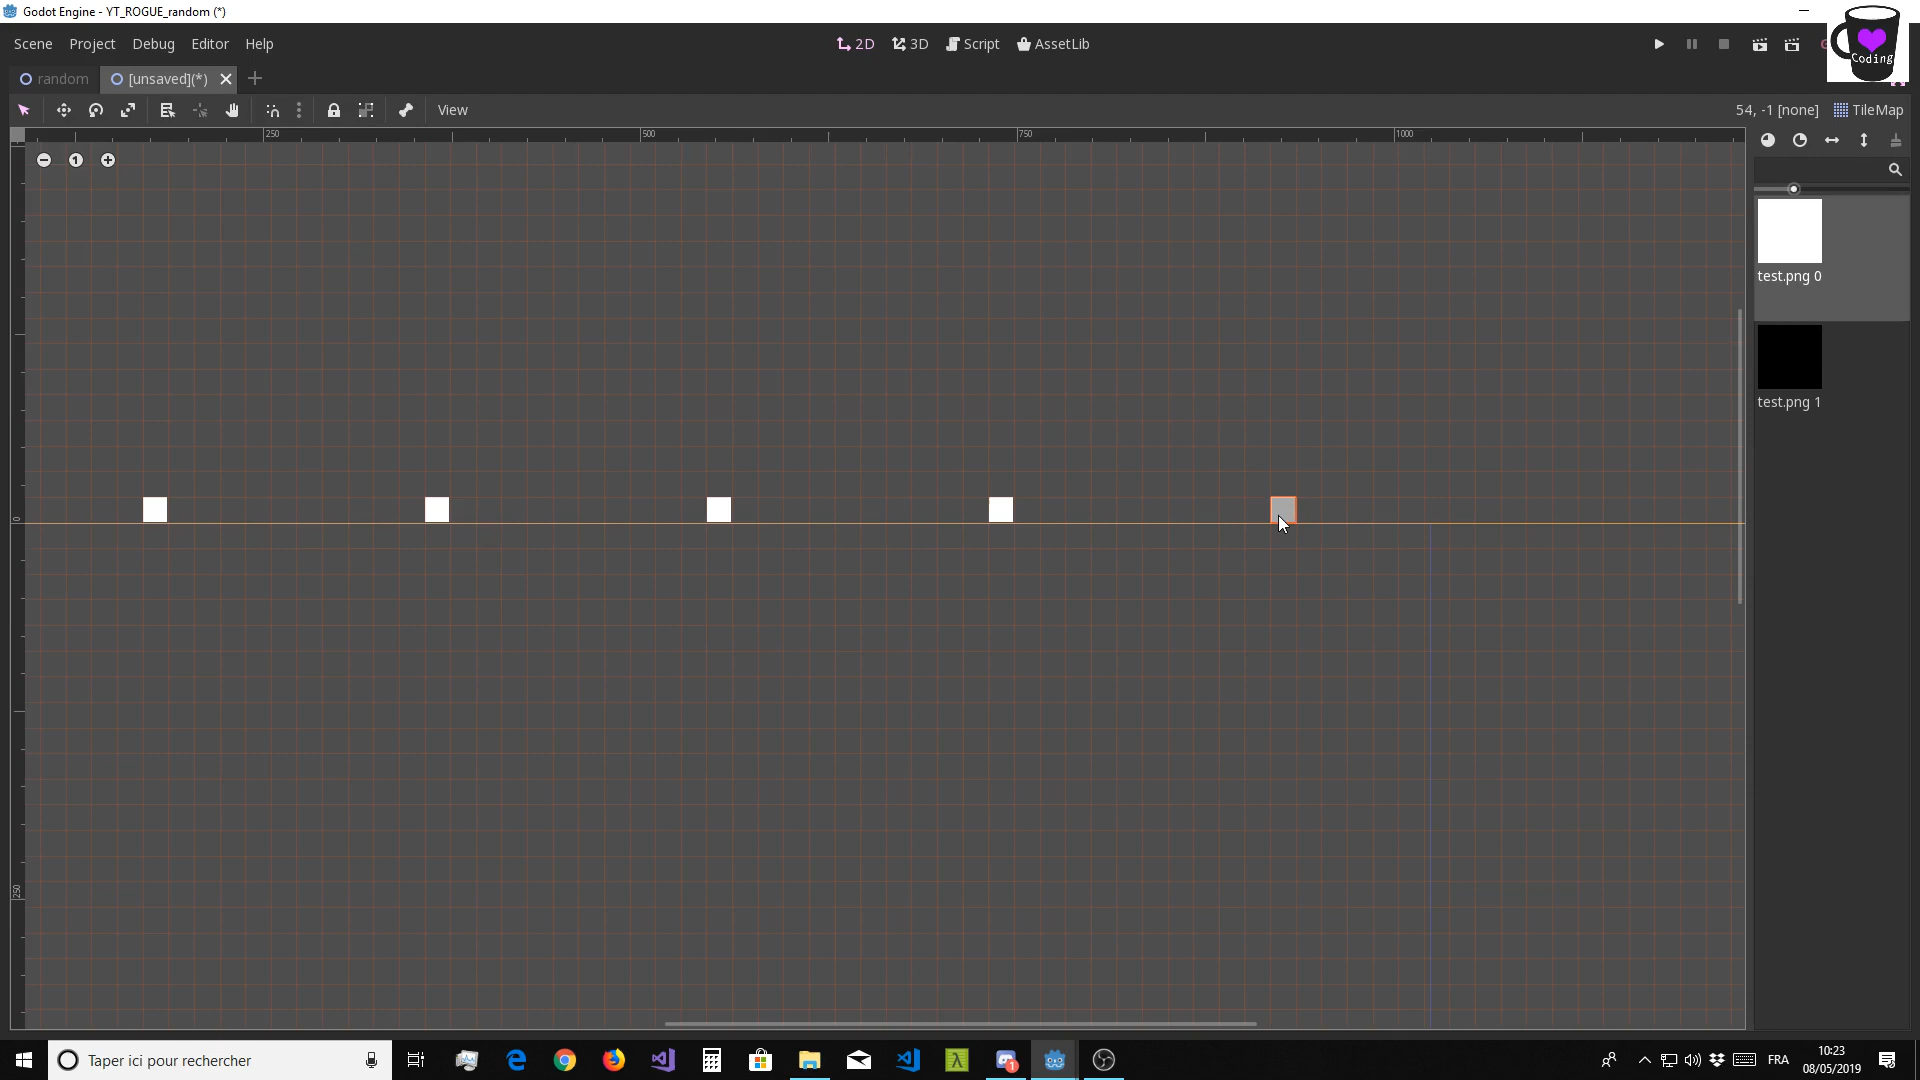 Godot Engine - YT_ROGUE_random (*)
Scene Project Debug Editor Help
2D 3D Script AssetLib
Coding
random [unsaved](*)
View
54, -1 [none] TileMap
250 500 750 1000
1
test.png 0
test.png 1
0
250
Taper ici pour rechercher
1
FRA
10:23
08/05/2019